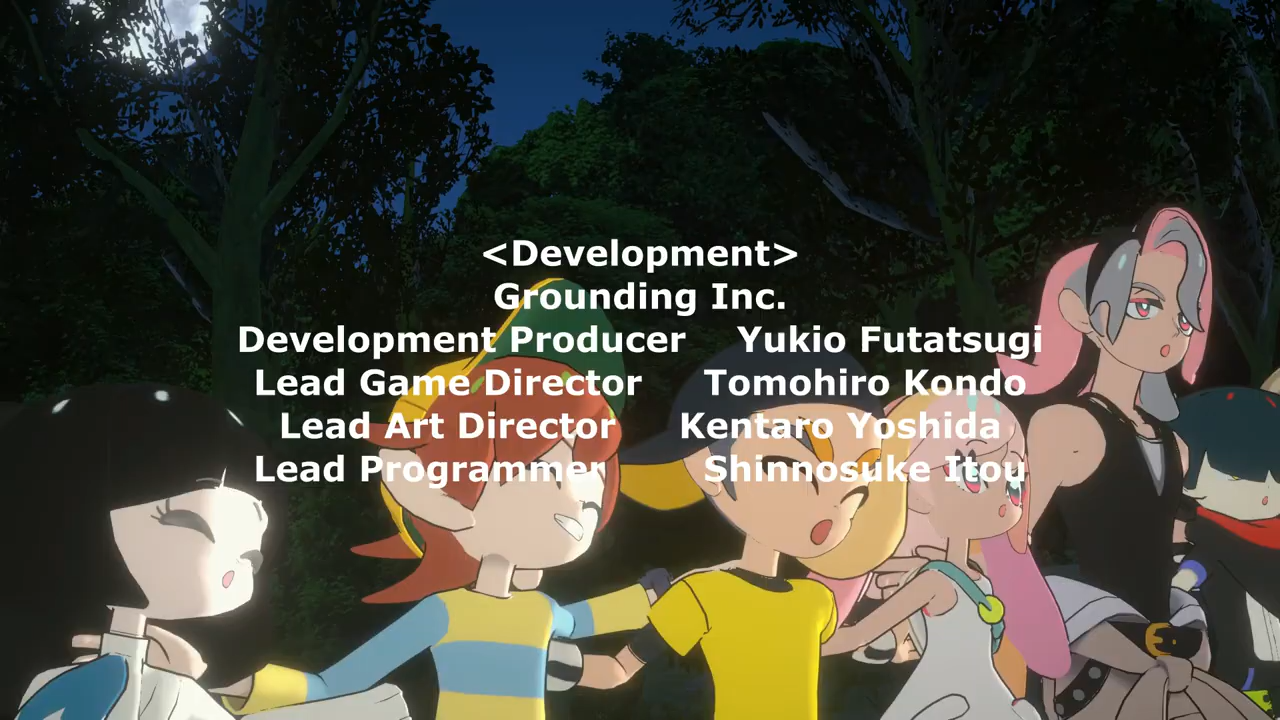 <Development>
Grounding Inc.
Development Producer Yukio Futatsugi
Lead Game Director Tomohiro Kondo
Lead Art Director Kentaro Yoshida
Lead Programmer Shinnosuke Itou